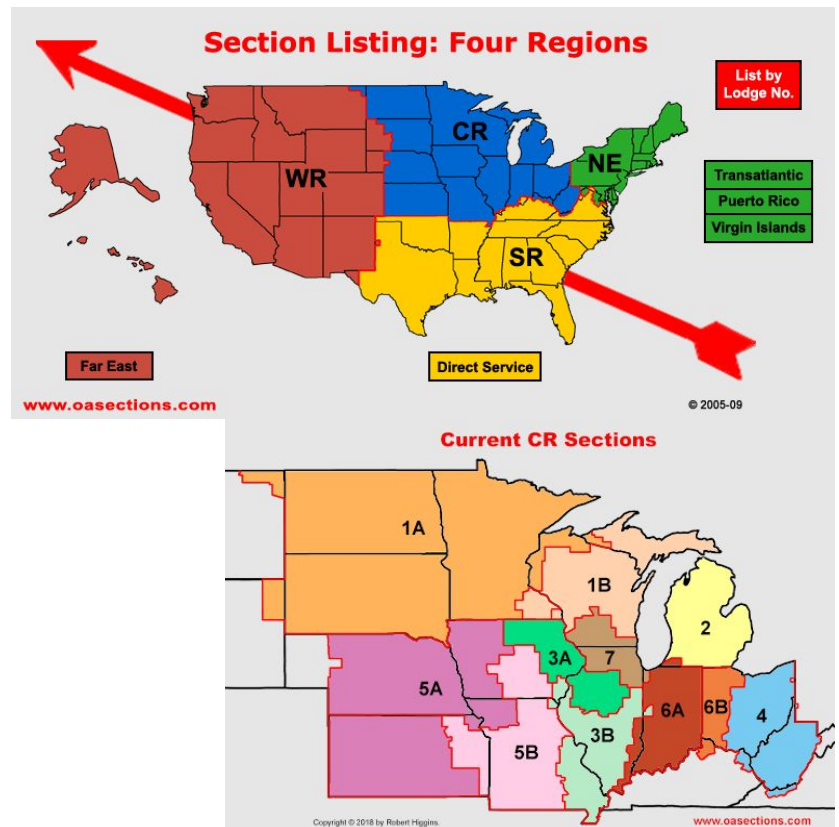 Section Listing: Four Regions
List by
Lodge No.
CR
NE
WR
Transatlantic
Puerto Rico
Virgin Islands
SR
Far East
Direct Service
www.oasections.com
© 2005-09
Current CR Sections
1A
1B
2
3A
7
5A
6A
6B
4
3B
5B
Copyright © 2018 by Robert Higgins.
www.oasections.com